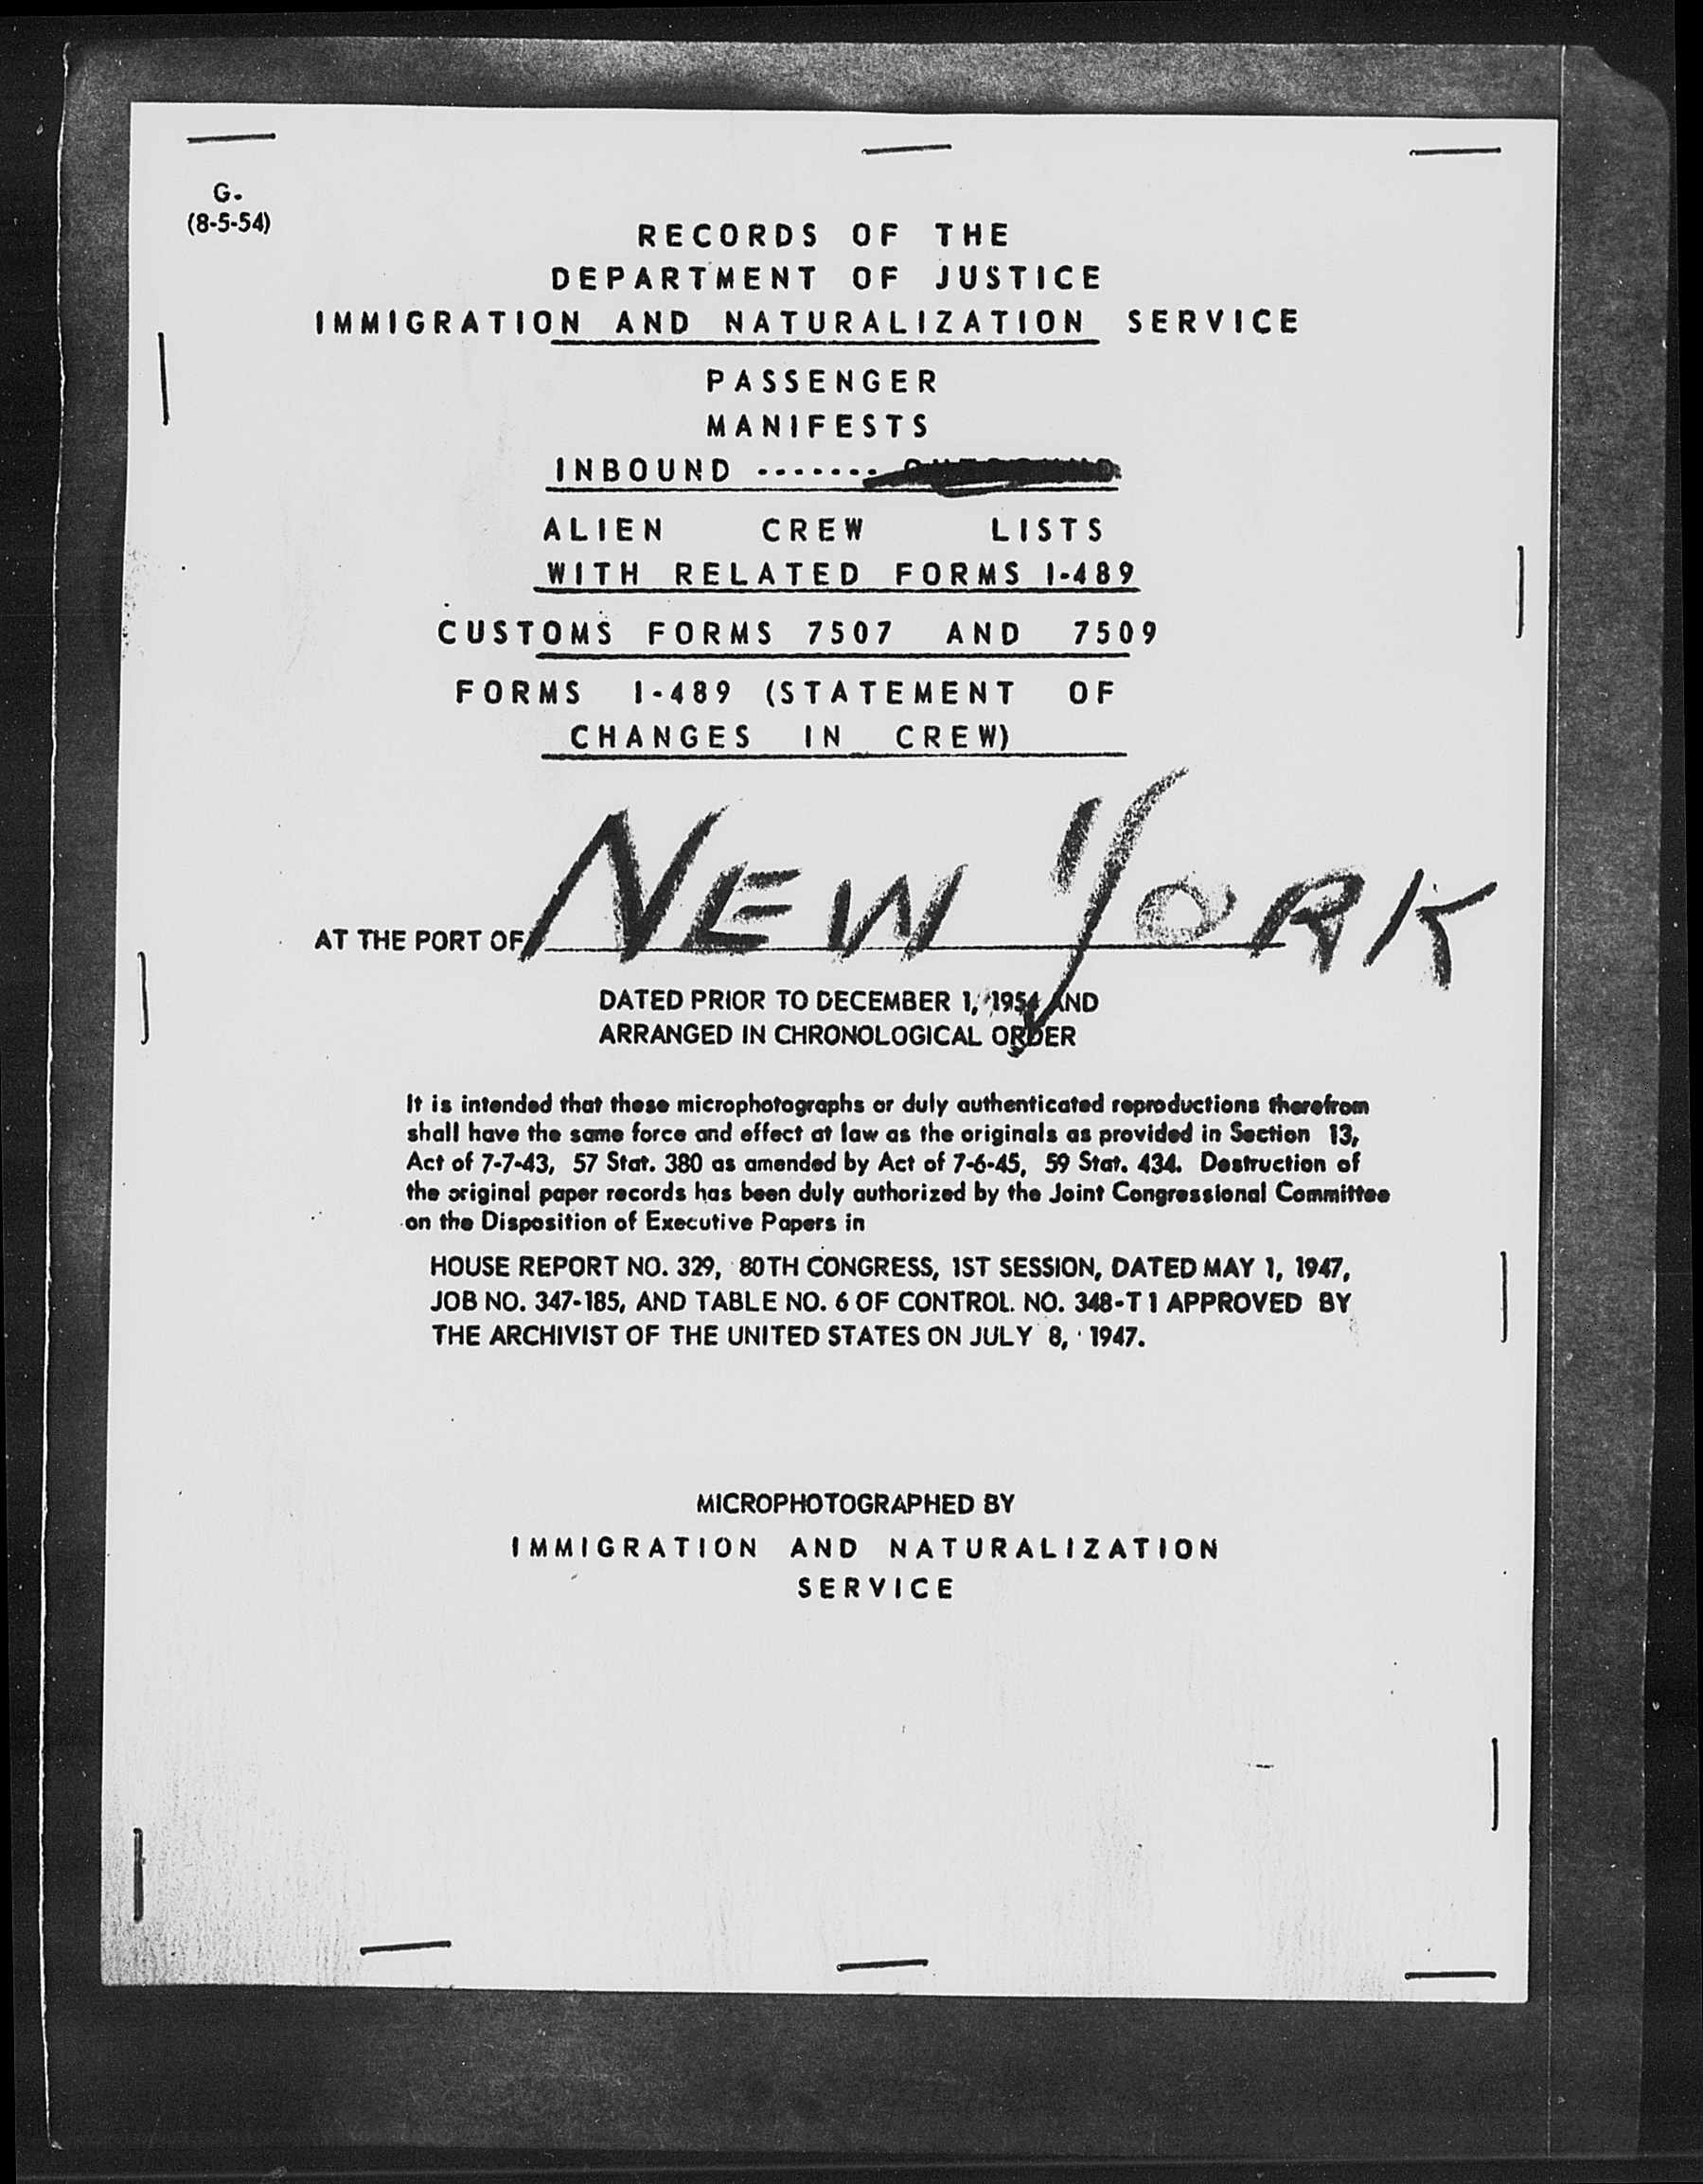 G.
(8-5-54)
RECORDS OF THE
DEPARTMENT OF JUSTICE
IMMIGRATION AND NATURALIZATION SERVICE
PASSENGER
MANIFESTS
INBOUND -------
ALIEN CREW LISTS
WITH RELATED FORMS I-489
CUSTOMS FORMS 7507 AND 7509
FORMS I-489 (STATEMENT OF
CHANGES IN CREW)
AT THE PORT OF NEW YORK
DATED PRIOR TO DECEMBER 1, 1954 AND
ARRANGED IN CHRONOLOGICAL ORDER
It is intended that these microphotographs or duly authenticated reproductions therefrom
shall have the same force and effect at law as the originals as provided in Section 13,
Act of 7-7-43, 57 Stat. 380 as amended by Act of 7-6-45, 59 Stat. 434. Destruction of
the original paper records has been duly authorized by the Joint Congressional Committee
on the Disposition of Executive Papers in
HOUSE REPORT NO. 329, 80TH CONGRESS, 1ST SESSION, DATED MAY 1, 1947,
JOB NO. 347-185, AND TABLE NO. 6 OF CONTROL NO. 348-T1 APPROVED BY
THE ARCHIVIST OF THE UNITED STATES ON JULY 8, 1947.
MICROPHOTOGRAPHED BY
IMMIGRATION AND NATURALIZATION
SERVICE